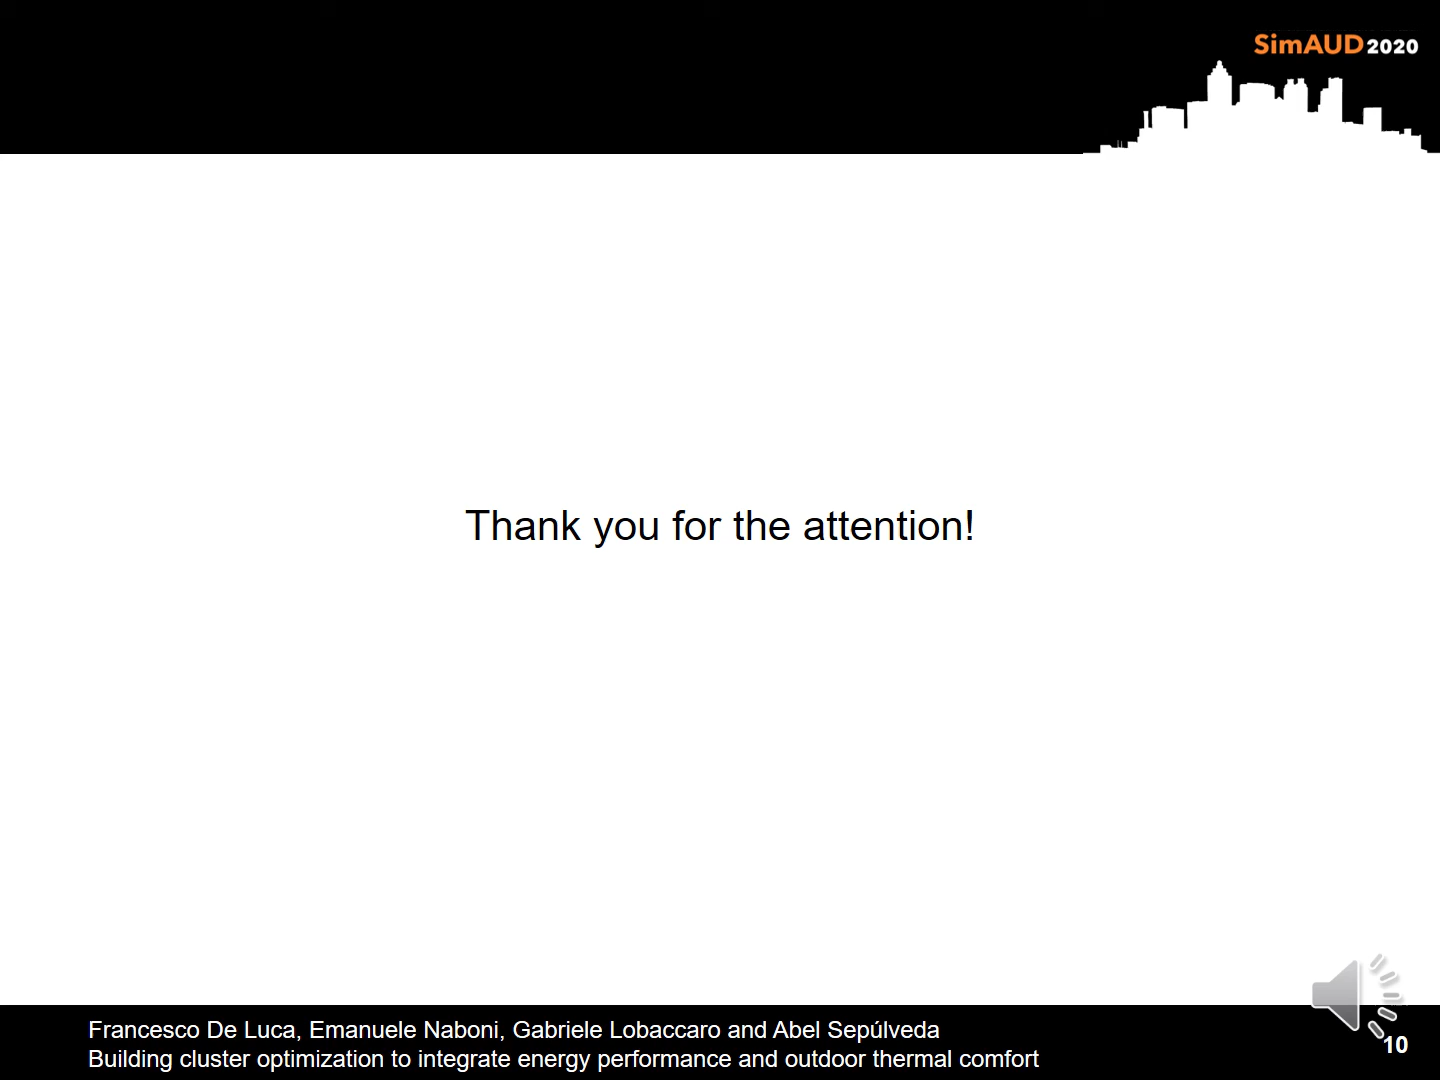 SimAUD2020
Thank you for the attention!
Francesco De Luca, Emanuele Naboni, Gabriele Lobaccaro and Abel Sepúlveda
Building cluster optimization to integrate energy performance and outdoor thermal comfort
10